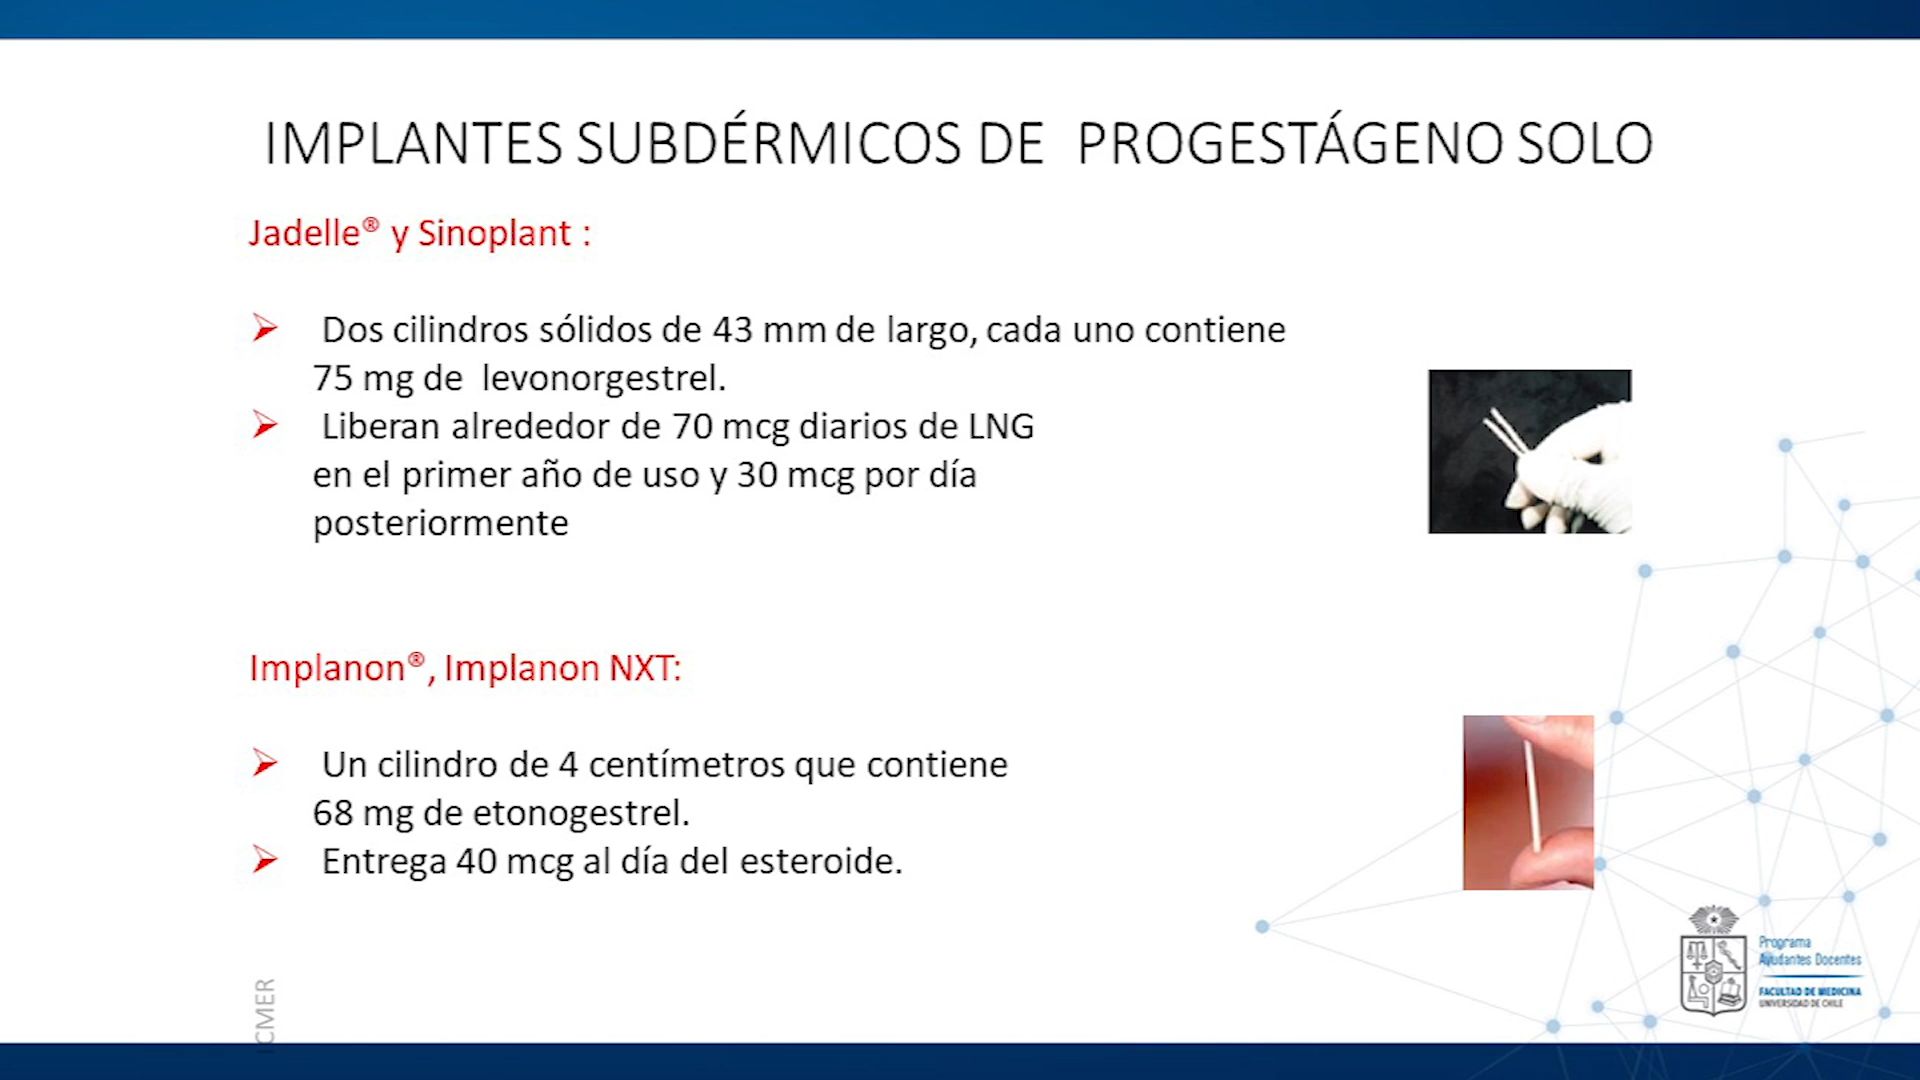 IMPLANTES SUBDÉRMICOS DE PROGESTÁGENO SOLO
Jadelle® y Sinoplant :
Dos cilindros sólidos de 43 mm de largo, cada uno contiene
75 mg de levonorgestrel.
Liberan alrededor de 70 mcg diarios de LNG
en el primer año de uso y 30 mcg por día
posteriormente
Implanon®, Implanon NXT:
Un cilindro de 4 centímetros que contiene
68 mg de etonogestrel.
Entrega 40 mcg al día del esteroide.
ICMER
Programa
Ayudantes Docentes
FACULTAD DE MEDICINA
UNIVERSIDAD DE CHILE